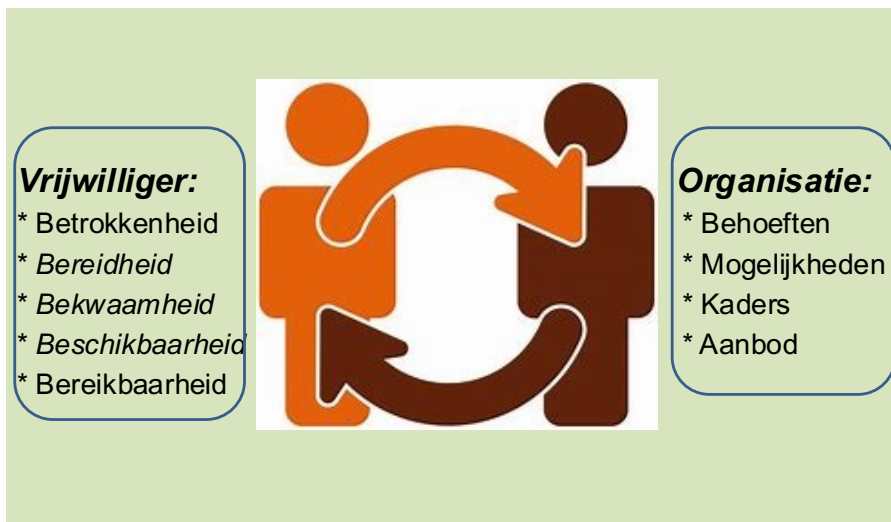 Vrijwilliger:
* Betrokkenheid
* Bereidheid
* Bekwaamheid
* Beschikbaarheid
* Bereikbaarheid
Organisatie:
* Behoeften
* Mogelijkheden
* Kaders
* Aanbod